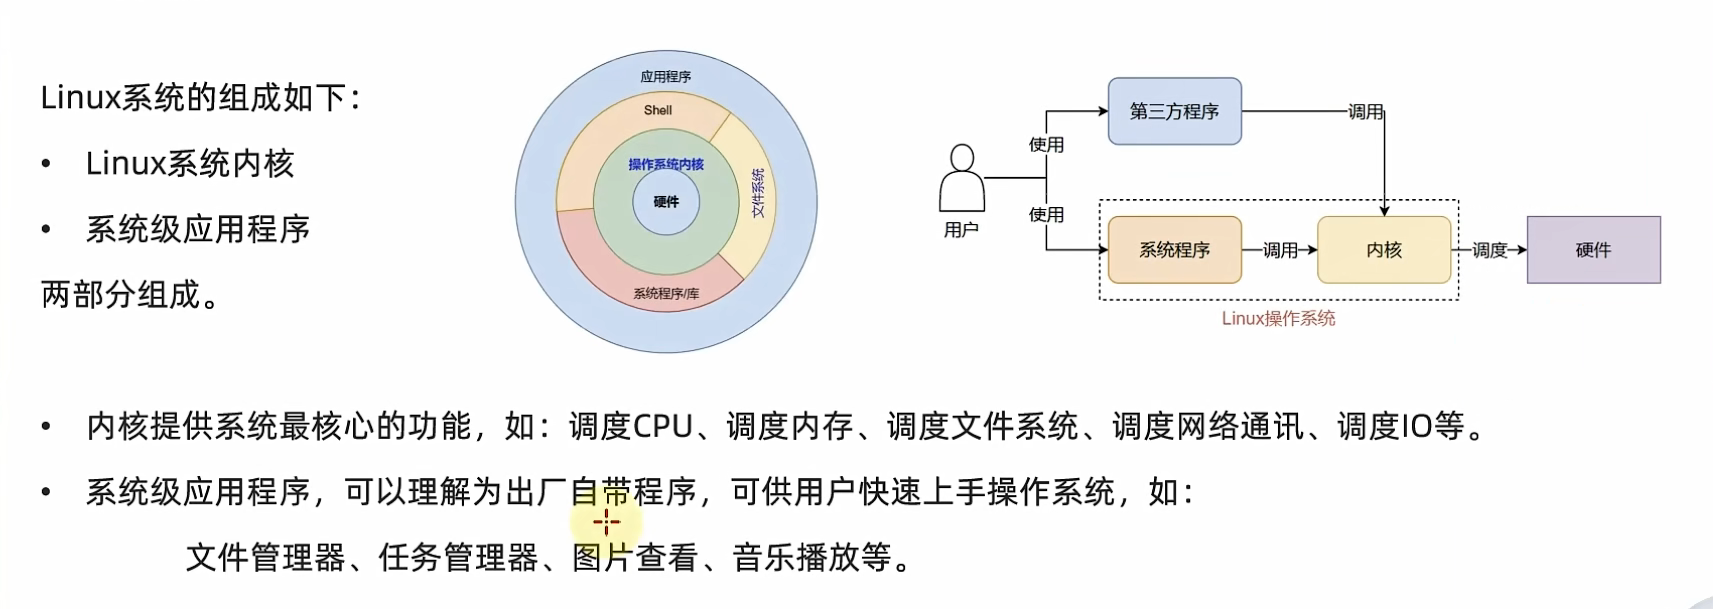 Linux系统的组成如下：
• Linux系统内核
• 系统级应用程序
两部分组成。
应用程序
Shell
操作系统内核
硬件
文件系统
系统程序/库
第三方程序
调用
使用
用户
使用
系统程序
调用
内核
调度
硬件
Linux操作系统
• 内核提供系统最核心的功能，如：调度CPU、调度内存、调度文件系统、调度网络通讯、调度IO等。
• 系统级应用程序，可以理解为出厂自带程序，可供用户快速上手操作系统，如：
文件管理器、任务管理器、图片查看、音乐播放等。